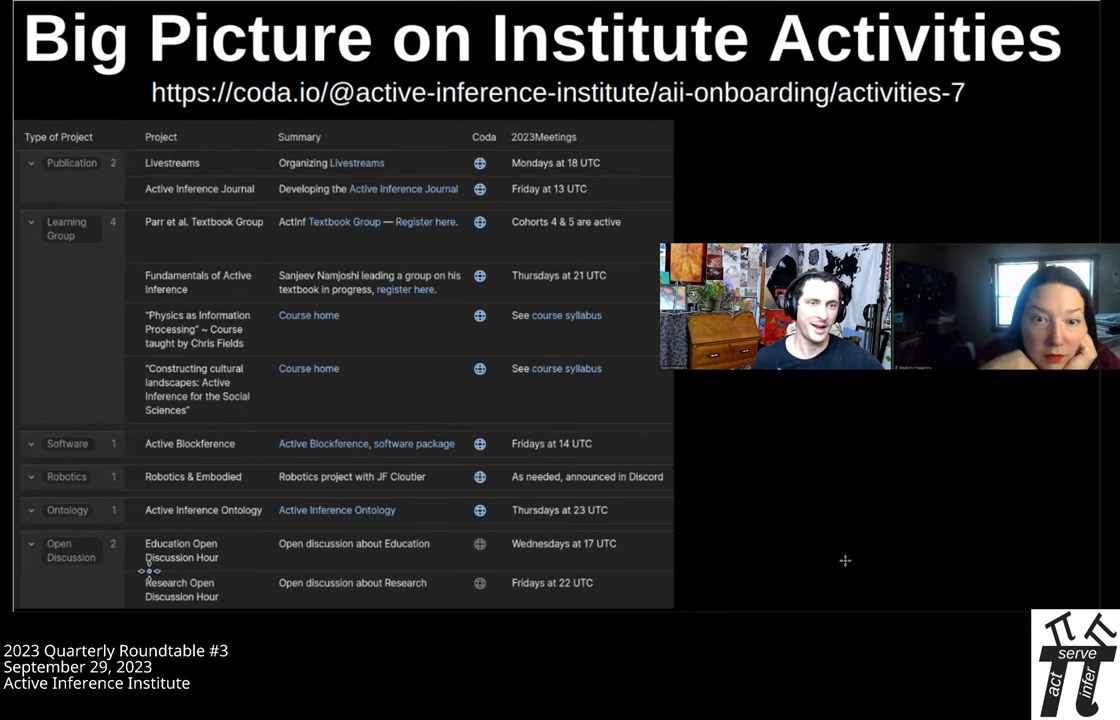 Big Picture on Institute Activities
https://coda.io/@active-inference-institute/aii-onboarding/activities-7
Type of Project Project Summary Coda 2023Meetings
Publication 2 Livestreams Organizing Livestreams Mondays at 18 UTC
Active Inference Journal Developing the Active Inference Journal Friday at 13 UTC
Learning Group 4 Parr et al. Textbook Group ActInf Textbook Group — Register here. Cohorts 4 & 5 are active
Fundamentals of Active Sanjeev Namjoshi leading a group on his Thursdays at 21 UTC
Inference textbook in progress, register here.
"Physics as Information Course home See course syllabus
Processing" ~ Course
taught by Chris Fields
"Constructing cultural Course home See course syllabus
landscapes: Active
Inference for the Social
Sciences"
Software 1 Active Blockference Active Blockference, software package Fridays at 14 UTC
Robotics 1 Robotics & Embodied Robotics project with JF Cloutier As needed, announced in Discord
Ontology 1 Active Inference Ontology Active Inference Ontology Thursdays at 23 UTC
Open 2 Education Open Open discussion about Education Wednesdays at 17 UTC
Discussion Discussion Hour
Research Open Open discussion about Research Fridays at 22 UTC
Discussion Hour
2023 Quarterly Roundtable #3
September 29, 2023
Active Inference Institute
serve
act
infer